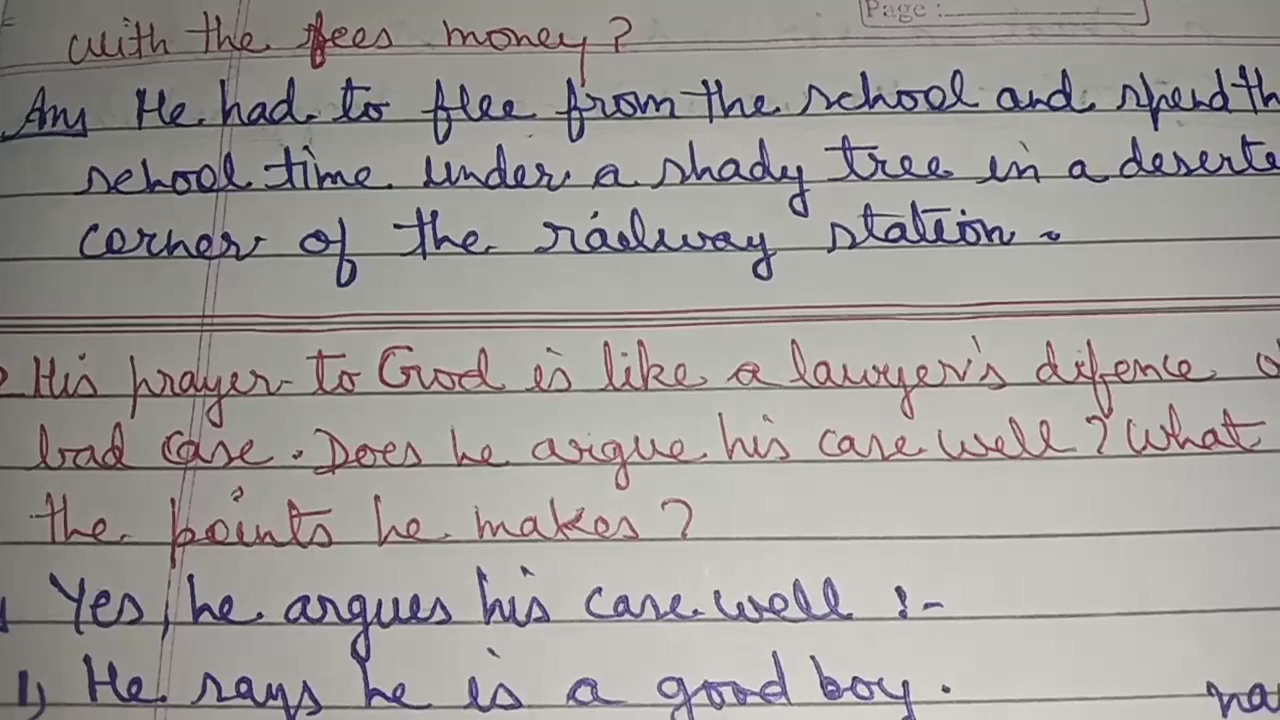 Page :
with the fees money?
Ans He had to flee from the school and spend th
school time under a shady tree in a deserte
corner of the railway station.
His prayer to God is like a lawyer's difence o
bad case. Does he argue his case well? What
the points he makes?
Yes, he argues his case well :-
1) He says he is a good boy.